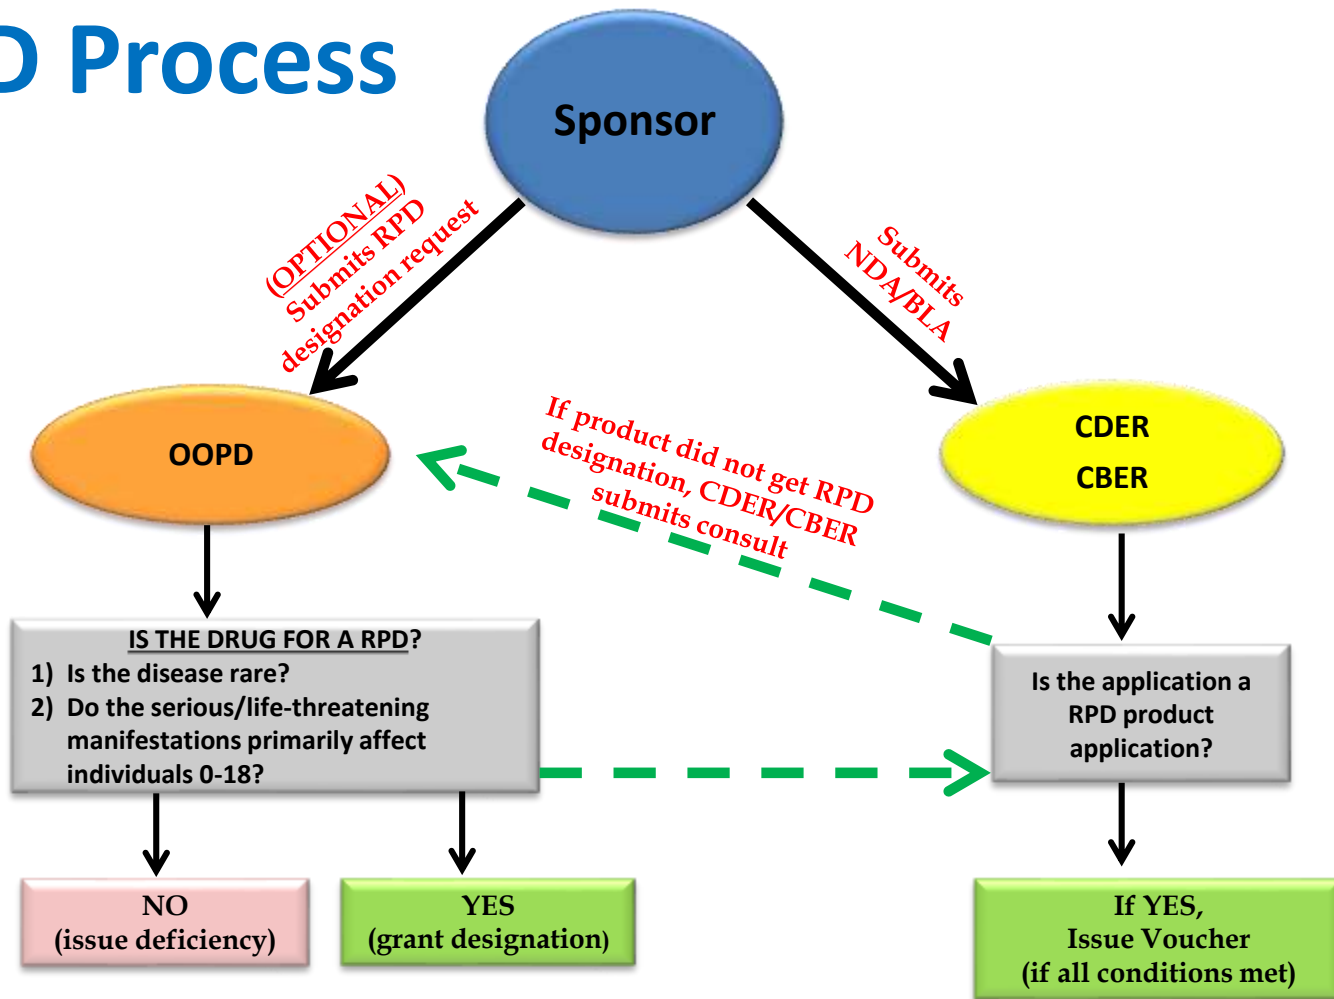 D Process
Sponsor
(OPTIONAL)
Submits RPD
designation request
Submits
NDA/BLA
OOPD
If product did not get RPD
designation, CDER/CBER
submits consult
CDER
CBER
IS THE DRUG FOR A RPD?
1) Is the disease rare?
2) Do the serious/life-threatening
manifestations primarily affect
individuals 0-18?
Is the application a
RPD product
application?
NO
(issue deficiency)
YES
(grant designation)
If YES,
Issue Voucher
(if all conditions met)